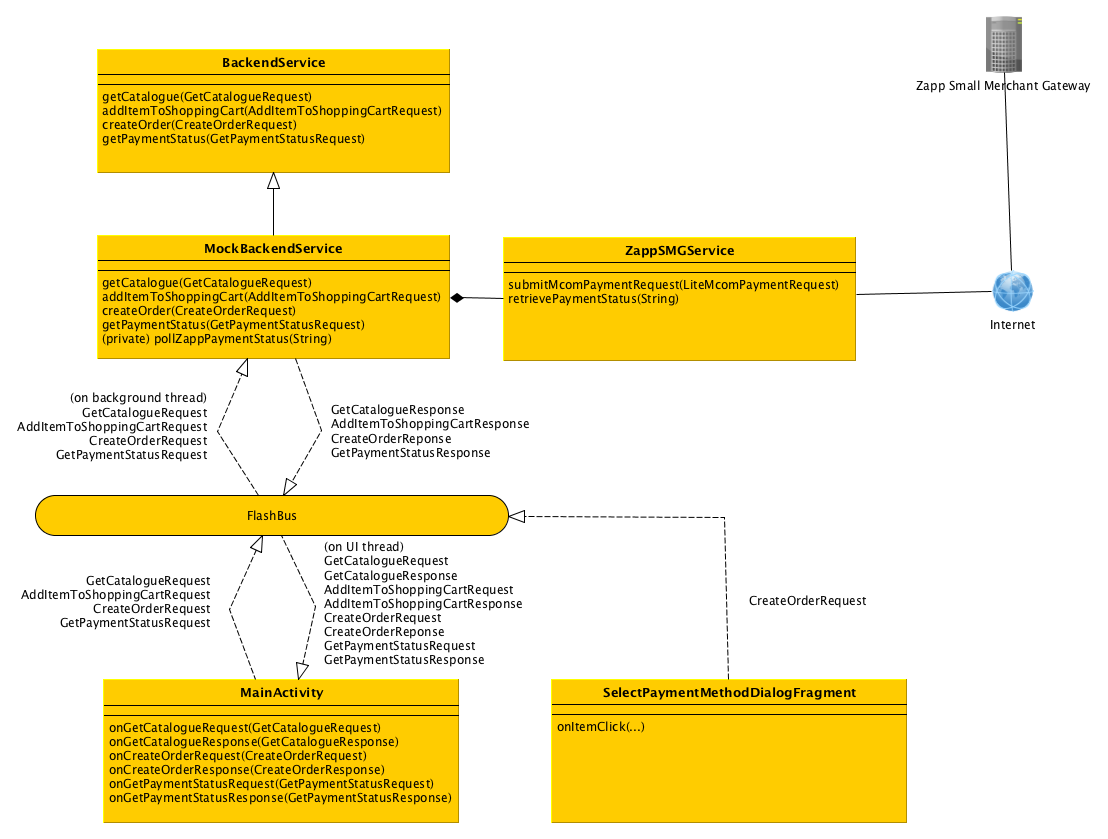 Zapp Small Merchant Gateway
BackendService
getCatalogue(GetCatalogueRequest)
addItemToShoppingCart(AddItemToShoppingCartRequest)
createOrder(CreateOrderRequest)
getPaymentStatus(GetPaymentStatusRequest)
MockBackendService
getCatalogue(GetCatalogueRequest)
addItemToShoppingCart(AddItemToShoppingCartRequest)
createOrder(CreateOrderRequest)
getPaymentStatus(GetPaymentStatusRequest)
(private) pollZappPaymentStatus(String)
ZappSMGService
submitMcomPaymentRequest(LiteMcomPaymentRequest)
retrievePaymentStatus(String)
Internet
(on background thread)
GetCatalogueRequest
AddItemToShoppingCartRequest
CreateOrderRequest
GetPaymentStatusRequest
GetCatalogueResponse
AddItemToShoppingCartResponse
CreateOrderReponse
GetPaymentStatusResponse
FlashBus
GetCatalogueRequest
AddItemToShoppingCartRequest
CreateOrderRequest
GetPaymentStatusRequest
(on UI thread)
GetCatalogueRequest
GetCatalogueResponse
AddItemToShoppingCartRequest
AddItemToShoppingCartResponse
CreateOrderRequest
CreateOrderReponse
GetPaymentStatusRequest
GetPaymentStatusResponse
CreateOrderRequest
MainActivity
onGetCatalogueRequest(GetCatalogueRequest)
onGetCatalogueResponse(GetCatalogueResponse)
onCreateOrderRequest(CreateOrderRequest)
onCreateOrderResponse(CreateOrderResponse)
onGetPaymentStatusRequest(GetPaymentStatusRequest)
onGetPaymentStatusResponse(GetPaymentStatusResponse)
SelectPaymentMethodDialogFragment
onItemClick(...)